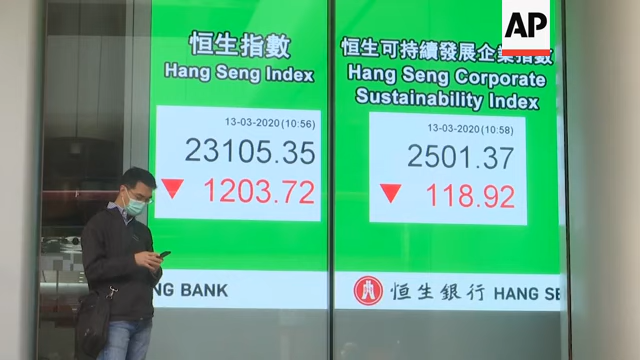 恒生指數
Hang Seng Index
13-03-2020(10:56)
23105.35
▼ 1203.72
NG BANK
恒生可持續發展企業指數
Hang Seng Corporate
Sustainability Index
13-03-2020(10:58)
2501.37
▼ 118.92
恒生銀行 HANG SE
AP